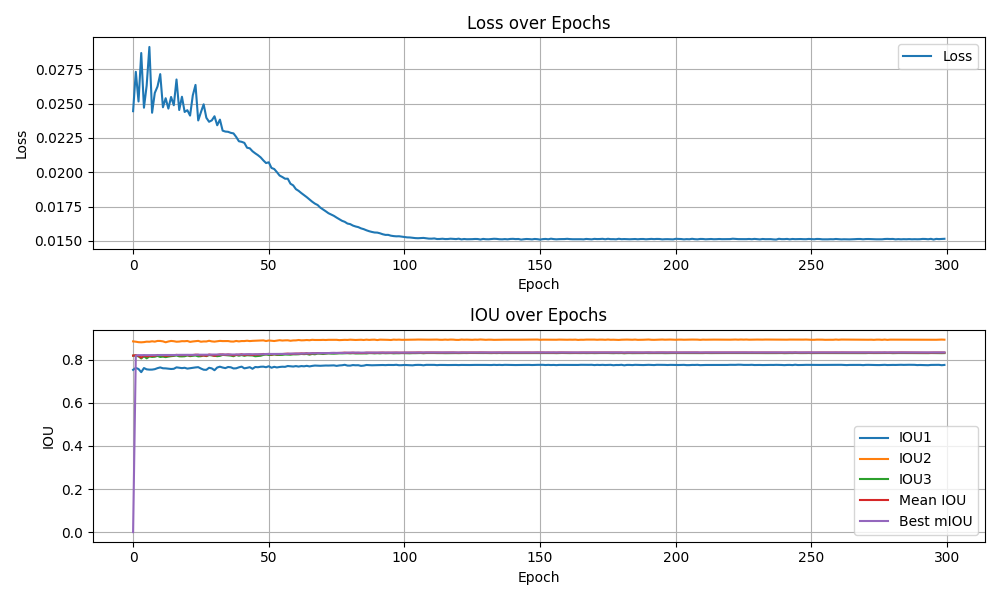 Loss over Epochs
Loss
0.0275
0.0250
0.0225
0.0200
0.0175
0.0150
Loss
0 50 100 150 200 250 300
Epoch
IOU over Epochs
0.8
0.6
0.4
0.2
0.0
IOU
IOU1
IOU2
IOU3
Mean IOU
Best mIOU
0 50 100 150 200 250 300
Epoch